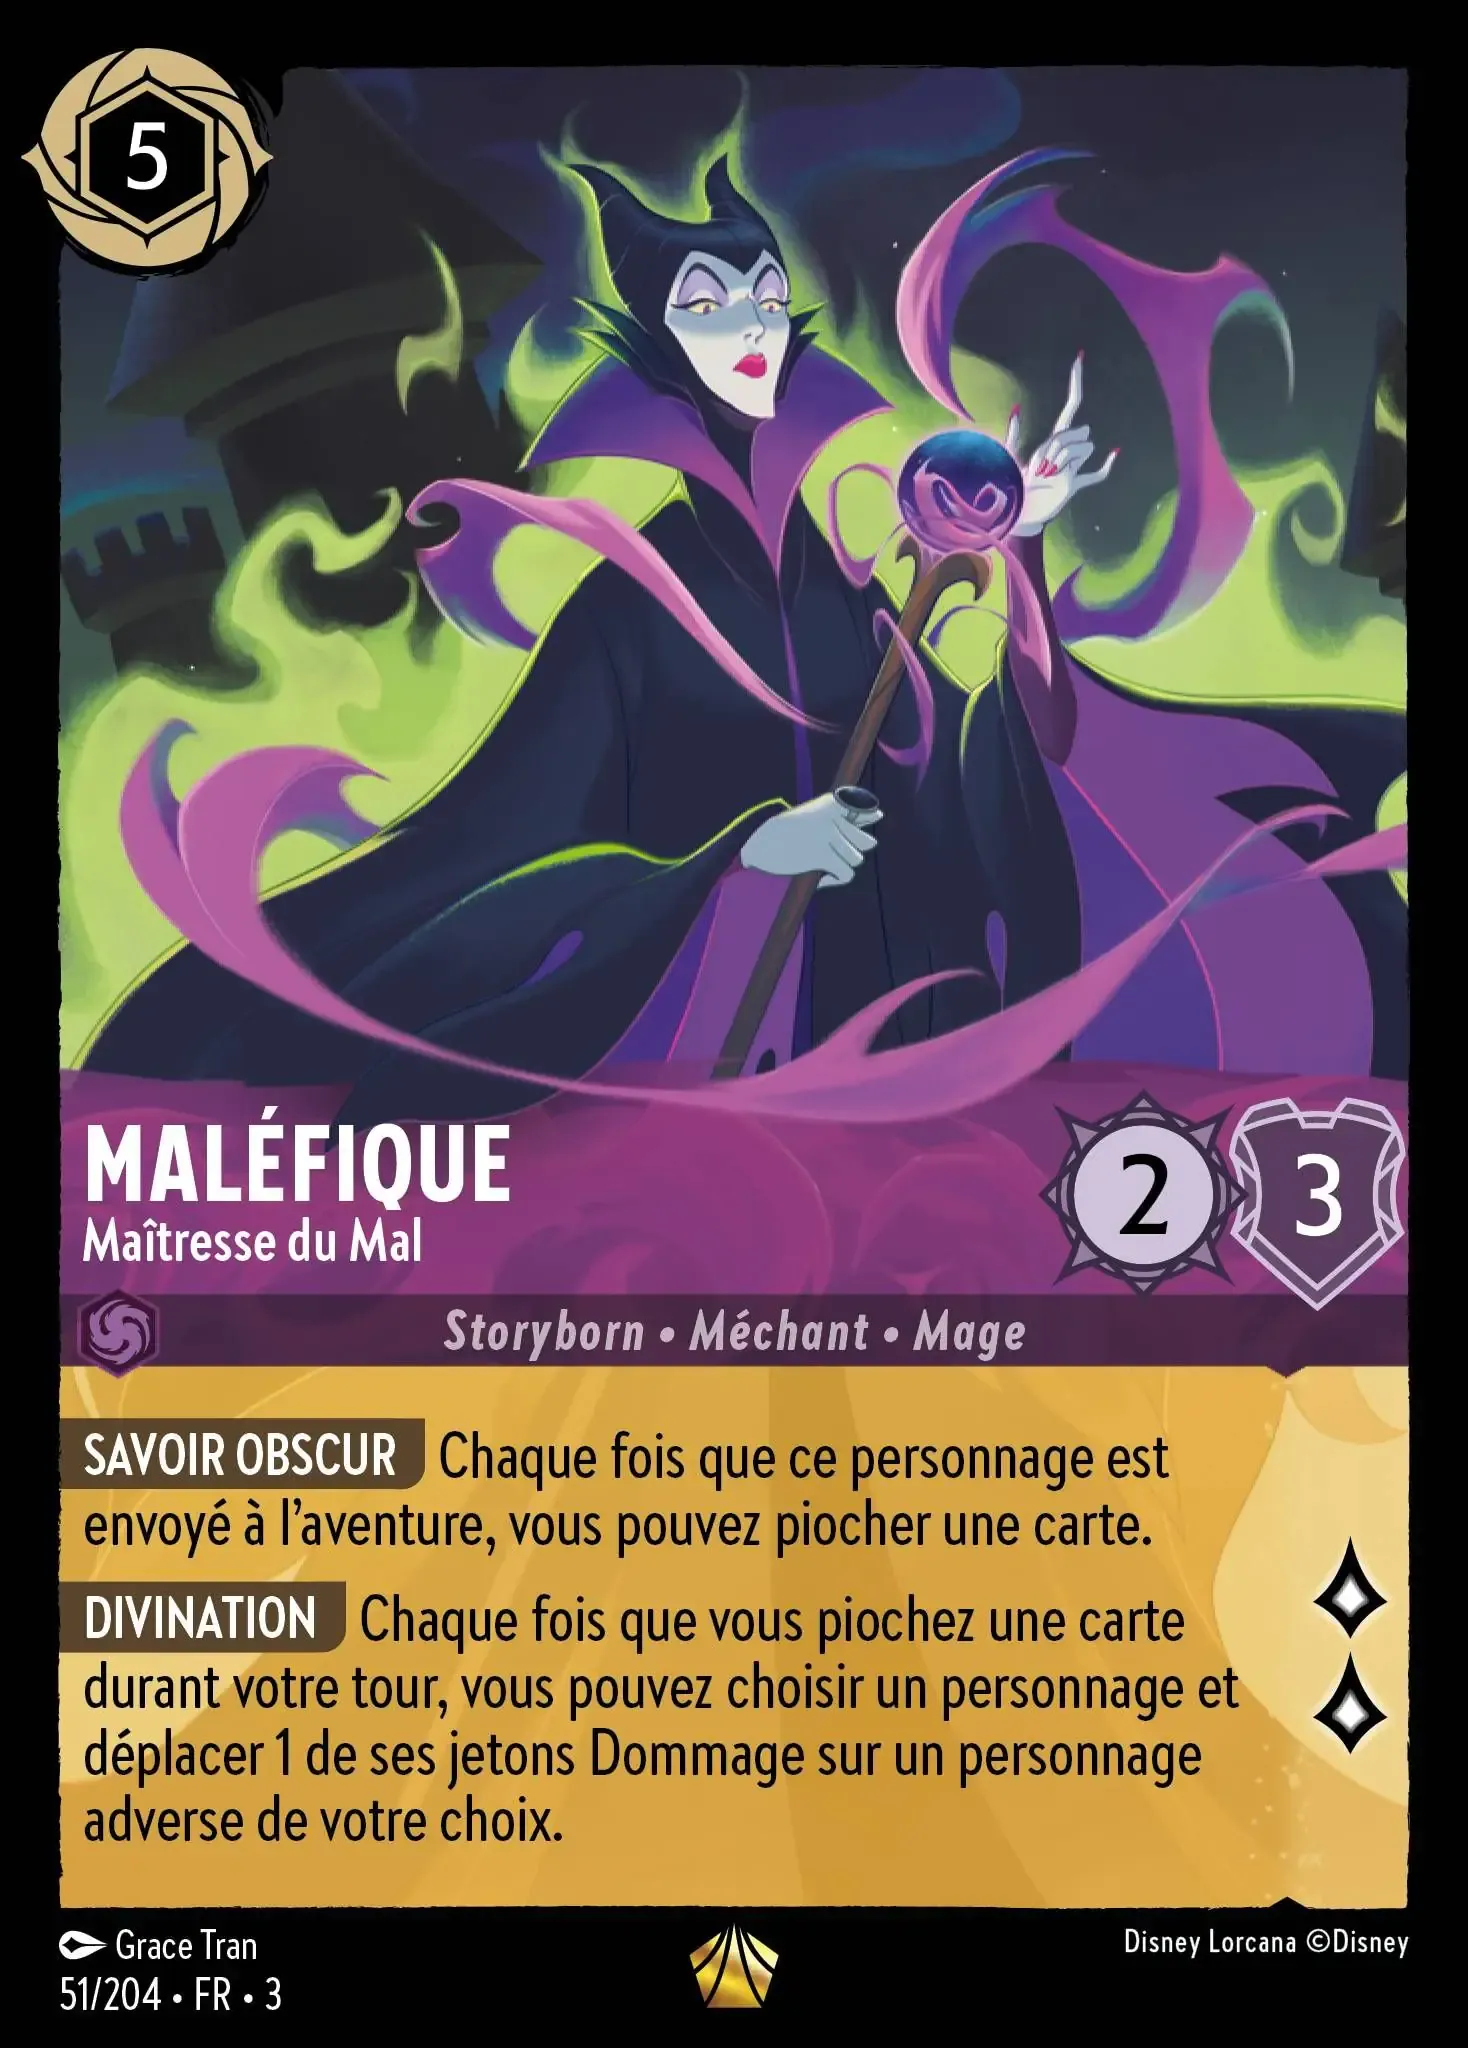 5
MALÉFIQUE
Maîtresse du Mal
2 3
Storyborn • Méchant • Mage
SAVOIR OBSCUR Chaque fois que ce personnage est
envoyé à l’aventure, vous pouvez piocher une carte.
DIVINATION Chaque fois que vous piochez une carte
durant votre tour, vous pouvez choisir un personnage et
déplacer 1 de ses jetons Dommage sur un personnage
adverse de votre choix.
Grace Tran
Disney Lorcana ©Disney
51/204 • FR • 3